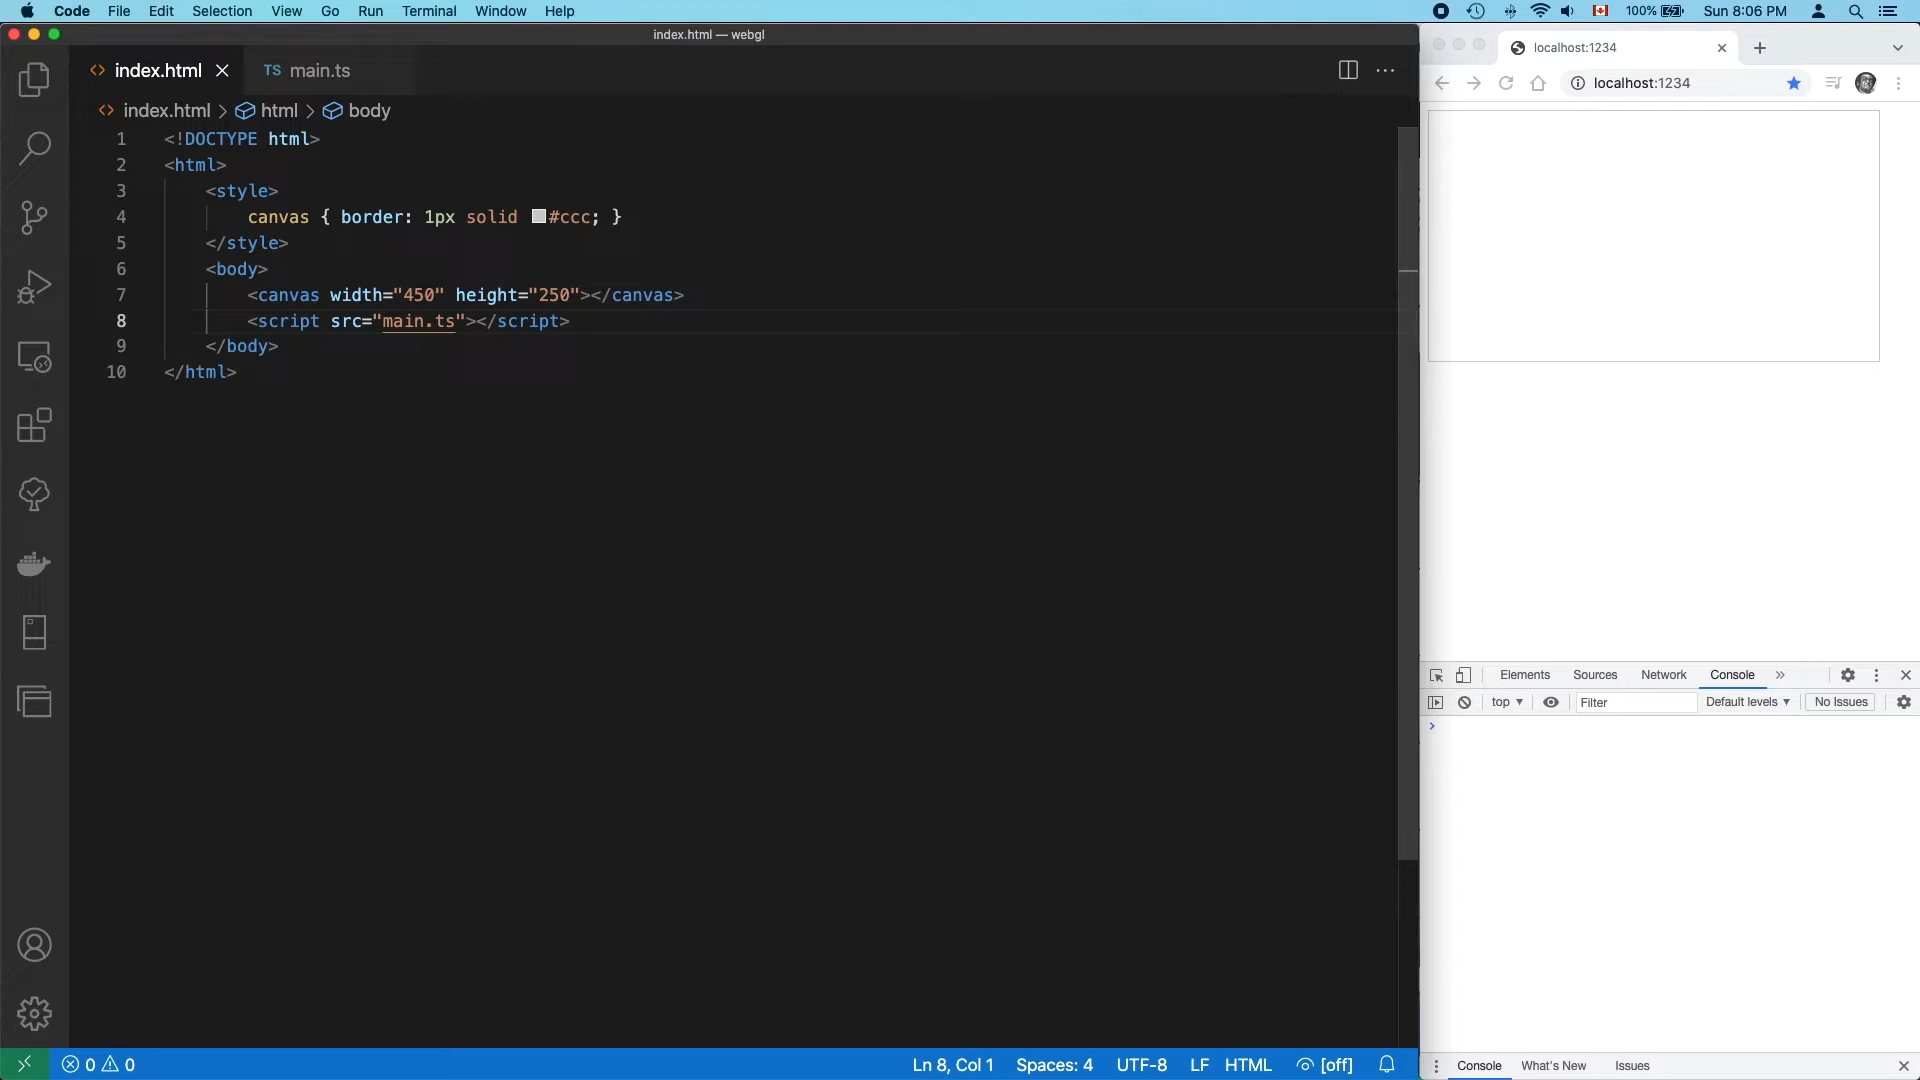 Code File Edit Selection View Go Run Terminal Window Help
100% Sun 8:06 PM
index.html — webgl
index.html TS main.ts
index.html > html > body
1 <!DOCTYPE html>
2 <html>
3 <style>
4 canvas { border: 1px solid #ccc; }
5 </style>
6 <body>
7 <canvas width="450" height="250"></canvas>
8 <script src="main.ts"></script>
9 </body>
10 </html>
0 0 Ln 8, Col 1 Spaces: 4 UTF-8 LF HTML [off]
localhost:1234
localhost:1234
Elements Sources Network Console »
top Filter Default levels No Issues
>
Console What's New Issues